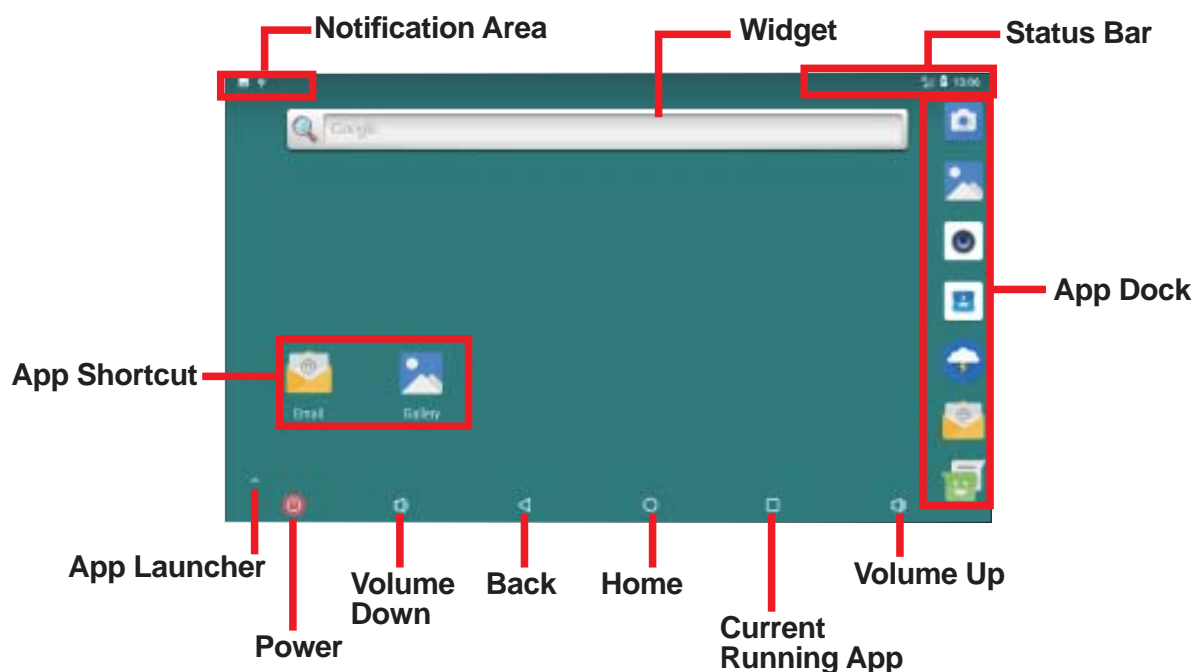 Notification Area
Widget
Status Bar
13:06
Google
App Dock
App Shortcut
Email
Gallery
App Launcher
Volume
Down
Back
Home
Volume Up
Power
Current
Running App